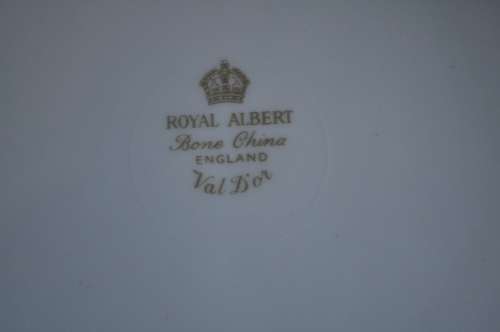 ROYAL ALBERT
Bone China
ENGLAND
Val D'or